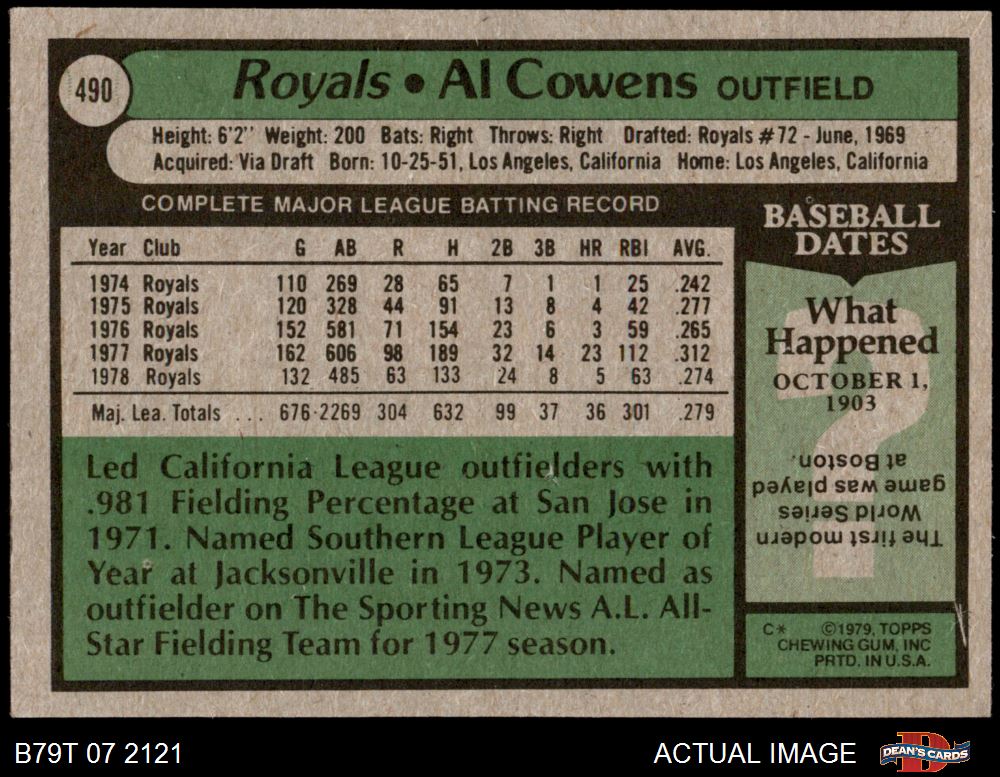 490
Royals • Al Cowens OUTFIELD
Height: 6'2" Weight: 200 Bats: Right Throws: Right Drafted: Royals #72 - June, 1969
Acquired: Via Draft Born: 10-25-51, Los Angeles, California Home: Los Angeles, California
COMPLETE MAJOR LEAGUE BATTING RECORD
Year Club G AB R H 2B 3B HR RBI AVG.
1974 Royals 110 269 28 65 7 1 1 25 .242
1975 Royals 120 328 44 91 13 8 4 42 .277
1976 Royals 152 581 71 154 23 6 3 59 .265
1977 Royals 162 606 98 189 32 14 23 112 .312
1978 Royals 132 485 63 133 24 8 5 63 .274
Maj. Lea. Totals ... 676 2269 304 632 99 37 36 301 .279
Led California League outfielders with
.981 Fielding Percentage at San Jose in
1971. Named Southern League Player of
Year at Jacksonville in 1973. Named as
outfielder on The Sporting News A.L. All-
Star Fielding Team for 1977 season.
BASEBALL
DATES
What
Happened
OCTOBER 1,
1903
The first modern
World Series
game was played
at Boston.
C* ©1979, TOPPS
CHEWING GUM, INC
PRTD. IN U.S.A.
B79T 07 2121
ACTUAL IMAGE
DEAN'S CARDS